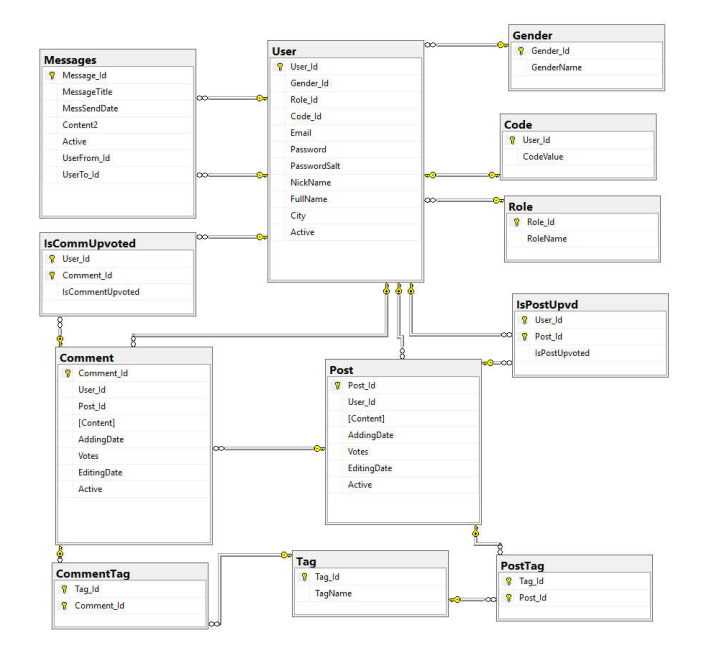 Messages
Message_Id
MessageTitle
MessSendDate
Content2
Active
UserFrom_Id
UserTo_Id
User
User_Id
Gender_Id
Role_Id
Code_Id
Email
Password
PasswordSalt
NickName
FullName
City
Active
Gender
Gender_Id
GenderName
Code
User_Id
CodeValue
Role
Role_Id
RoleName
IsCommUpvoted
User_Id
Comment_Id
IsCommentUpvoted
IsPostUpvd
User_Id
Post_Id
IsPostUpvoted
Comment
Comment_Id
User_Id
Post_Id
[Content]
AddingDate
Votes
EditingDate
Active
Post
Post_Id
User_Id
[Content]
AddingDate
Votes
EditingDate
Active
CommentTag
Tag_Id
Comment_Id
Tag
Tag_Id
TagName
PostTag
Tag_Id
Post_Id